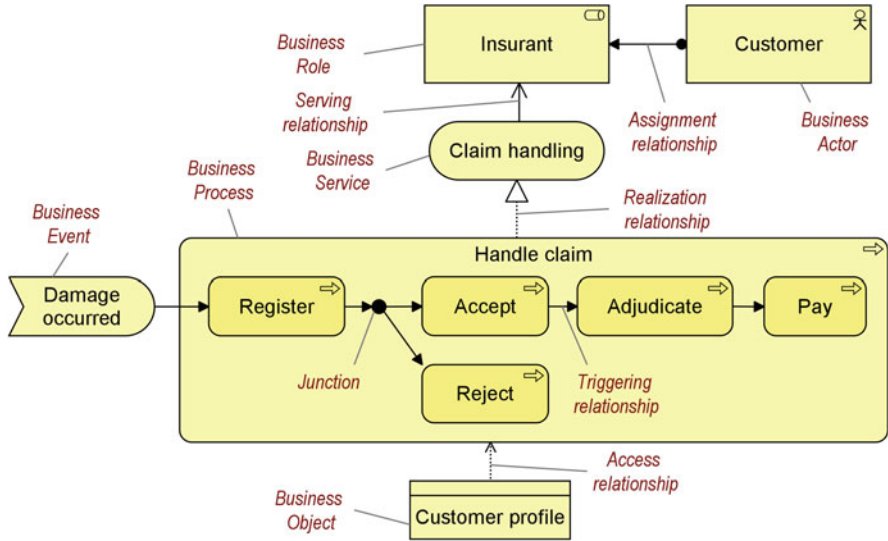 Business
Role
Insurant
Customer
Serving
relationship
Assignment
relationship
Business
Actor
Business
Service
Claim handling
Business
Process
Realization
relationship
Business
Event
Handle claim
Damage
occurred
Register
Accept
Adjudicate
Pay
Junction
Reject
Triggering
relationship
Access
relationship
Business
Object
Customer profile